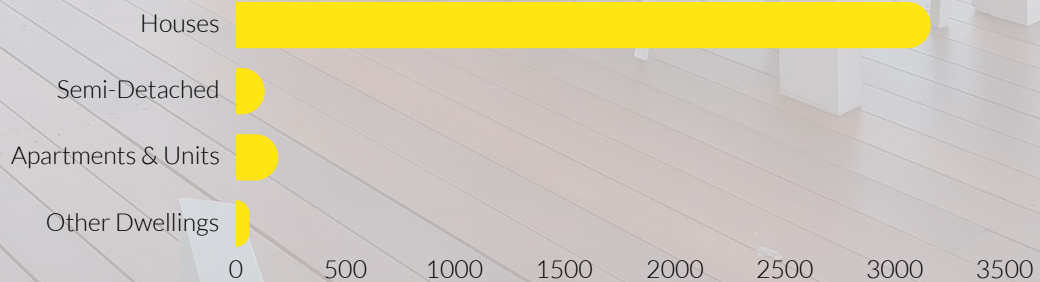 Houses
Semi-Detached
Apartments & Units
Other Dwellings
0 500 1000 1500 2000 2500 3000 3500